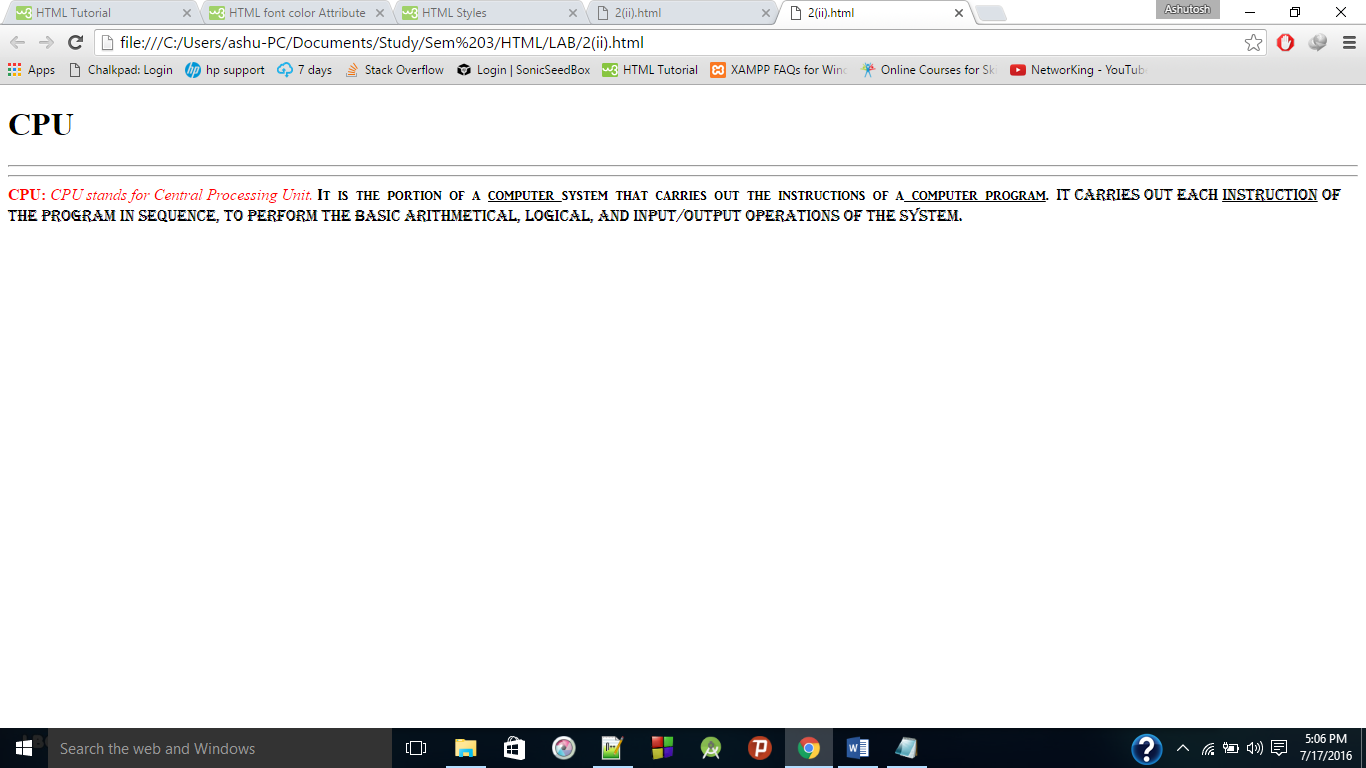 HTML Tutorial
HTML font color Attribute
HTML Styles
2(ii).html
2(ii).html
Ashutosh
file:///C:/Users/ashu-PC/Documents/Study/Sem%203/HTML/LAB/2(ii).html
Apps
Chalkpad: Login
hp support
7 days
Stack Overflow
Login | SonicSeedBox
HTML Tutorial
XAMPP FAQs for Winc
Online Courses for Sk
NetworKing - YouTub
CPU
CPU: CPU stands for Central Processing Unit. It is the portion of a computer system that carries out the instructions of a computer program. IT CARRIES OUT EACH INSTRUCTION OF
THE PROGRAM IN SEQUENCE, TO PERFORM THE BASIC ARITHMETICAL, LOGICAL, AND INPUT/OUTPUT OPERATIONS OF THE SYSTEM.
Search the web and Windows
5:06 PM
7/17/2016